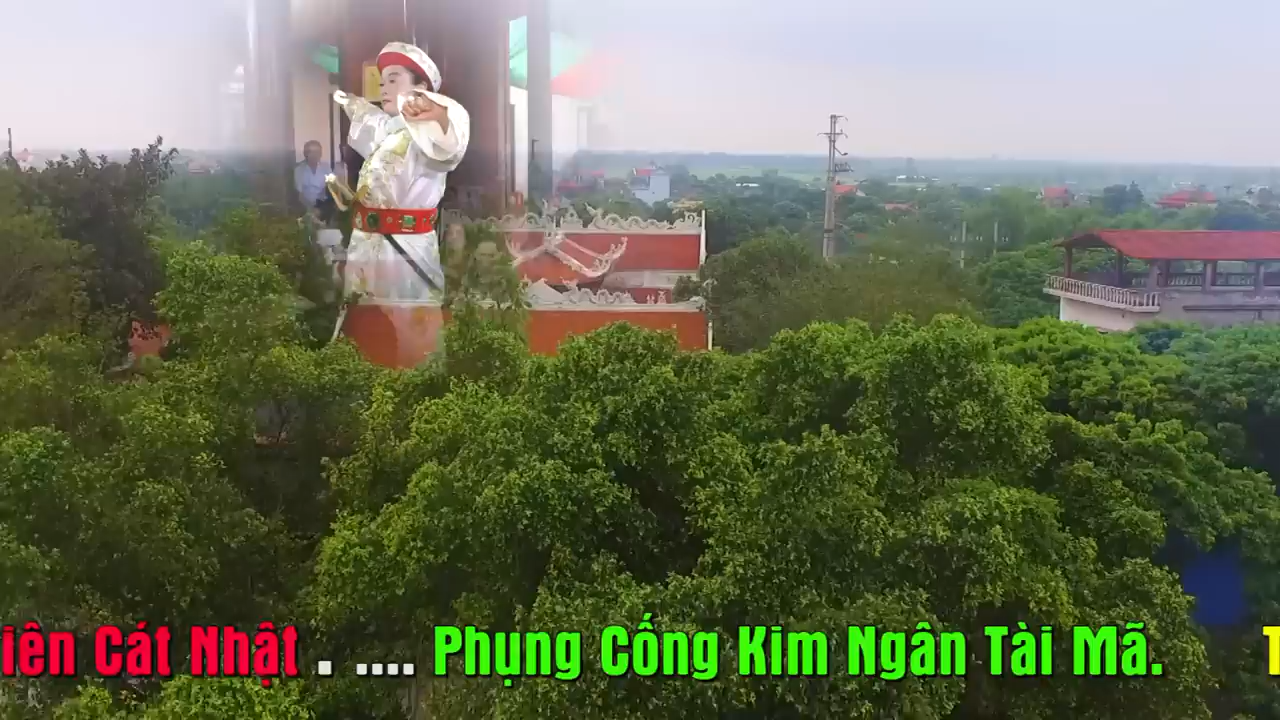 iên Cát Nhật . .... Phụng Cống Kim Ngân Tài Mã. T